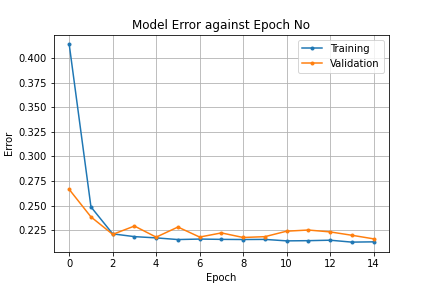 Model Error against Epoch No
Training
Validation
0.400
0.375
0.350
0.325
0.300
0.275
0.250
0.225
Error
0 2 4 6 8 10 12 14
Epoch